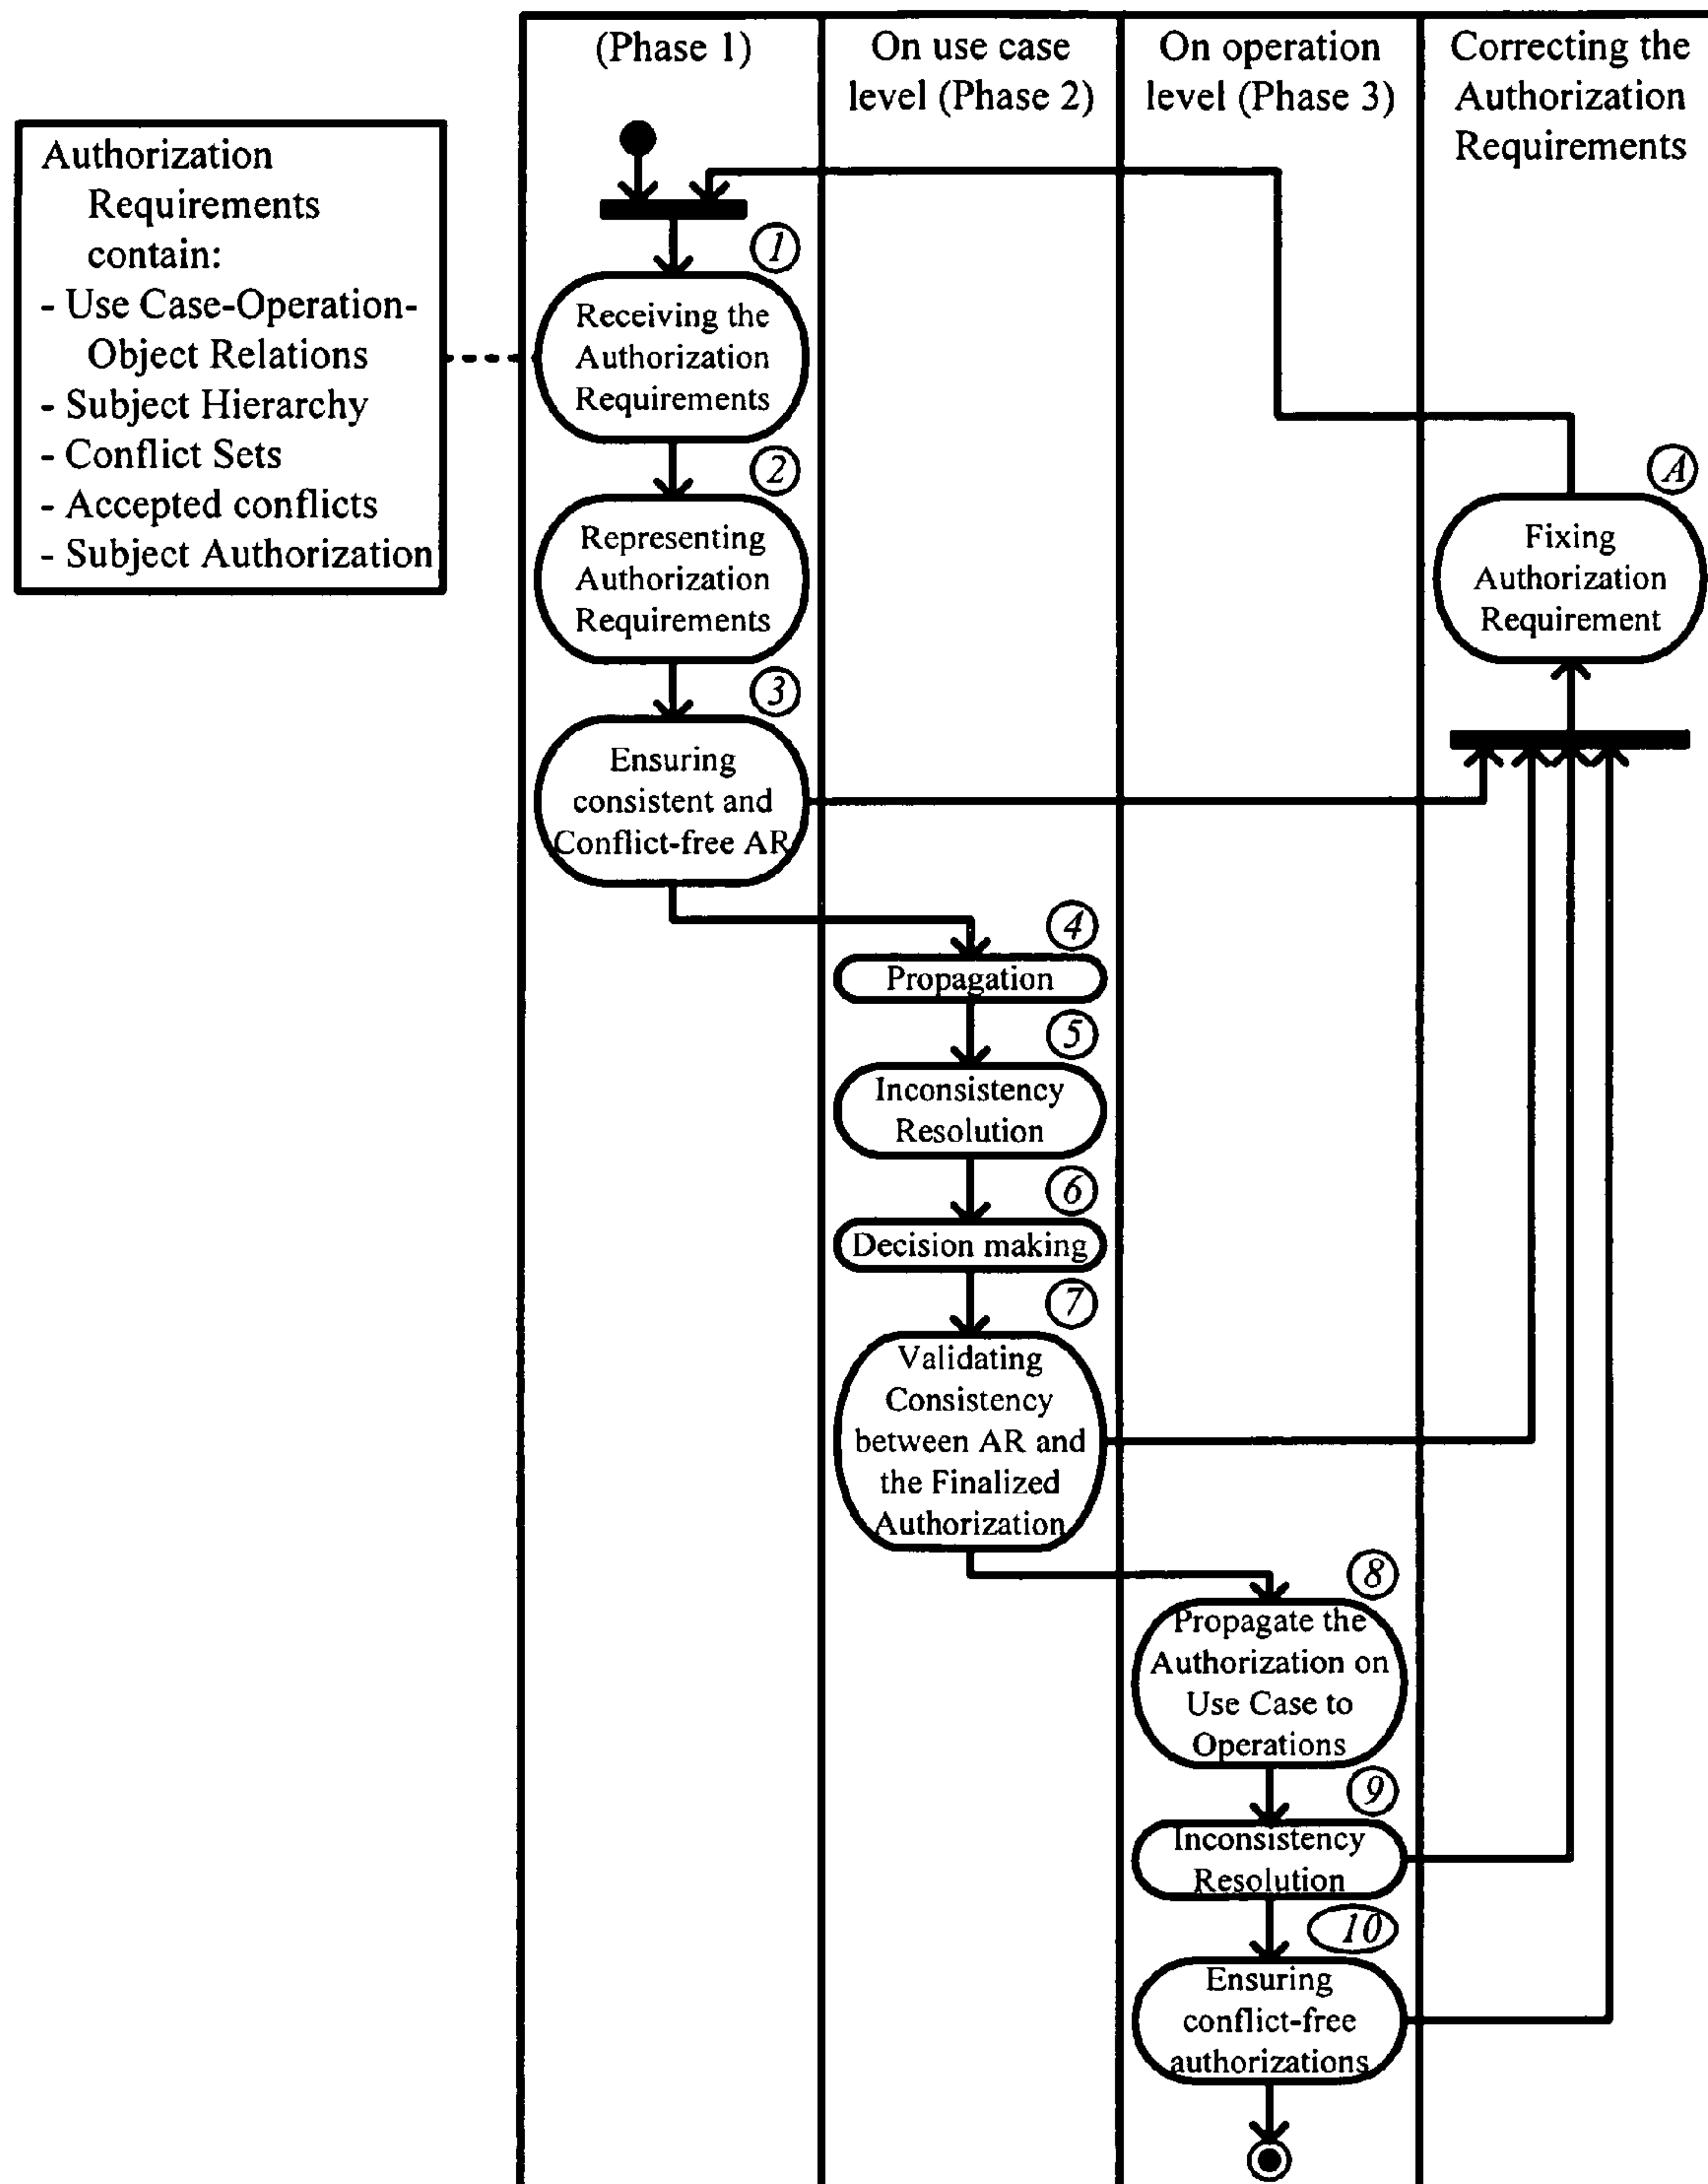 (Phase 1)
On use case
level (Phase 2)
On operation
level (Phase 3)
Correcting the
Authorization
Requirements
Authorization
Requirements
contain:
- Use Case-Operation-
Object Relations
- Subject Hierarchy
- Conflict Sets
- Accepted conflicts
- Subject Authorization
1
Receiving the
Authorization
Requirements
2
Representing
Authorization
Requirements
A
Fixing
Authorization
Requirement
3
Ensuring
consistent and
Conflict-free AR
4
Propagation
5
Inconsistency
Resolution
6
Decision making
7
Validating
Consistency
between AR and
the Finalized
Authorization
8
Propagate the
Authorization on
Use Case to
Operations
9
Inconsistency
Resolution
10
Ensuring
conflict-free
authorizations